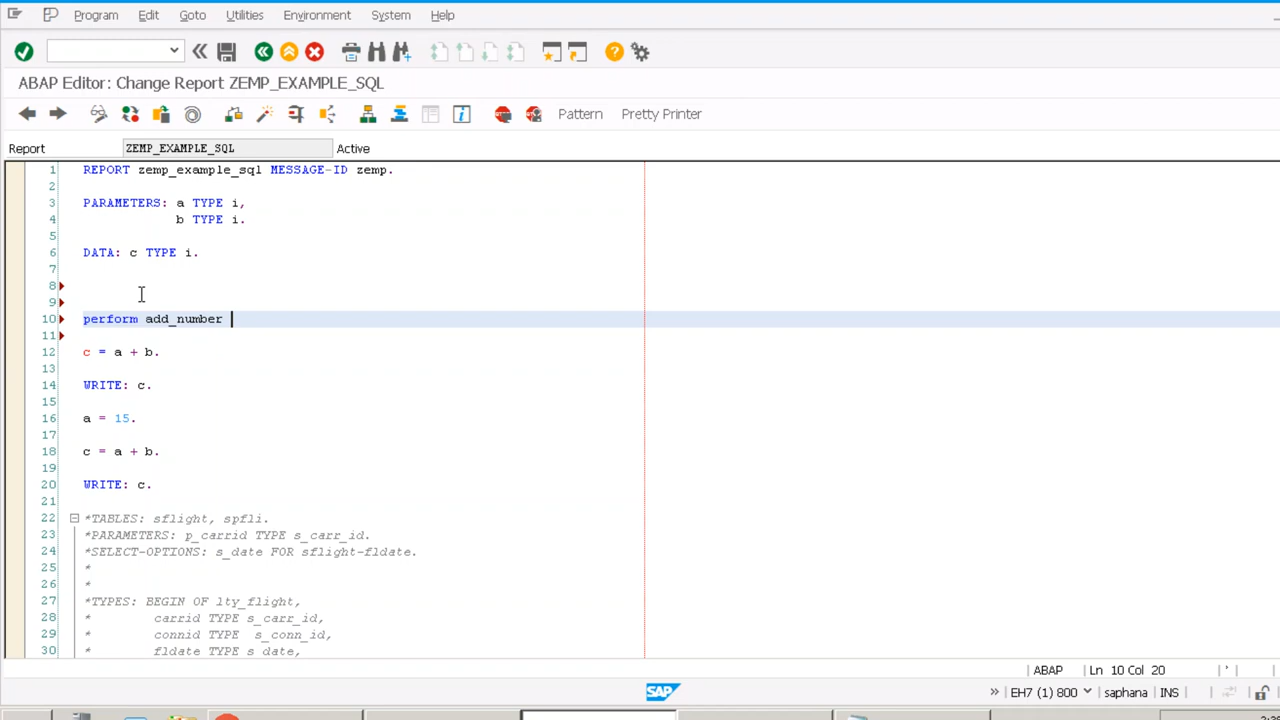 Program Edit Goto Utilities Environment System Help
ABAP Editor: Change Report ZEMP_EXAMPLE_SQL
Pattern Pretty Printer
Report ZEMP_EXAMPLE_SQL Active
1 REPORT zemp_example_sql MESSAGE-ID zemp.
2
3 PARAMETERS: a TYPE i,
4 b TYPE i.
5
6 DATA: c TYPE i.
7
8
9
10 perform add_number
11
12 c = a + b.
13
14 WRITE: c.
15
16 a = 15.
17
18 c = a + b.
19
20 WRITE: c.
21
22 *TABLES: sflight, spfli.
23 *PARAMETERS: p_carrid TYPE s_carr_id.
24 *SELECT-OPTIONS: s_date FOR sflight-fldate.
25 *
26 *
27 *TYPES: BEGIN OF lty_flight,
28 * carrid TYPE s_carr_id,
29 * connid TYPE s_conn_id,
30 * fldate TYPE s_date,
ABAP Ln 10 Col 20
SAP EH7 (1) 800 saphana INS